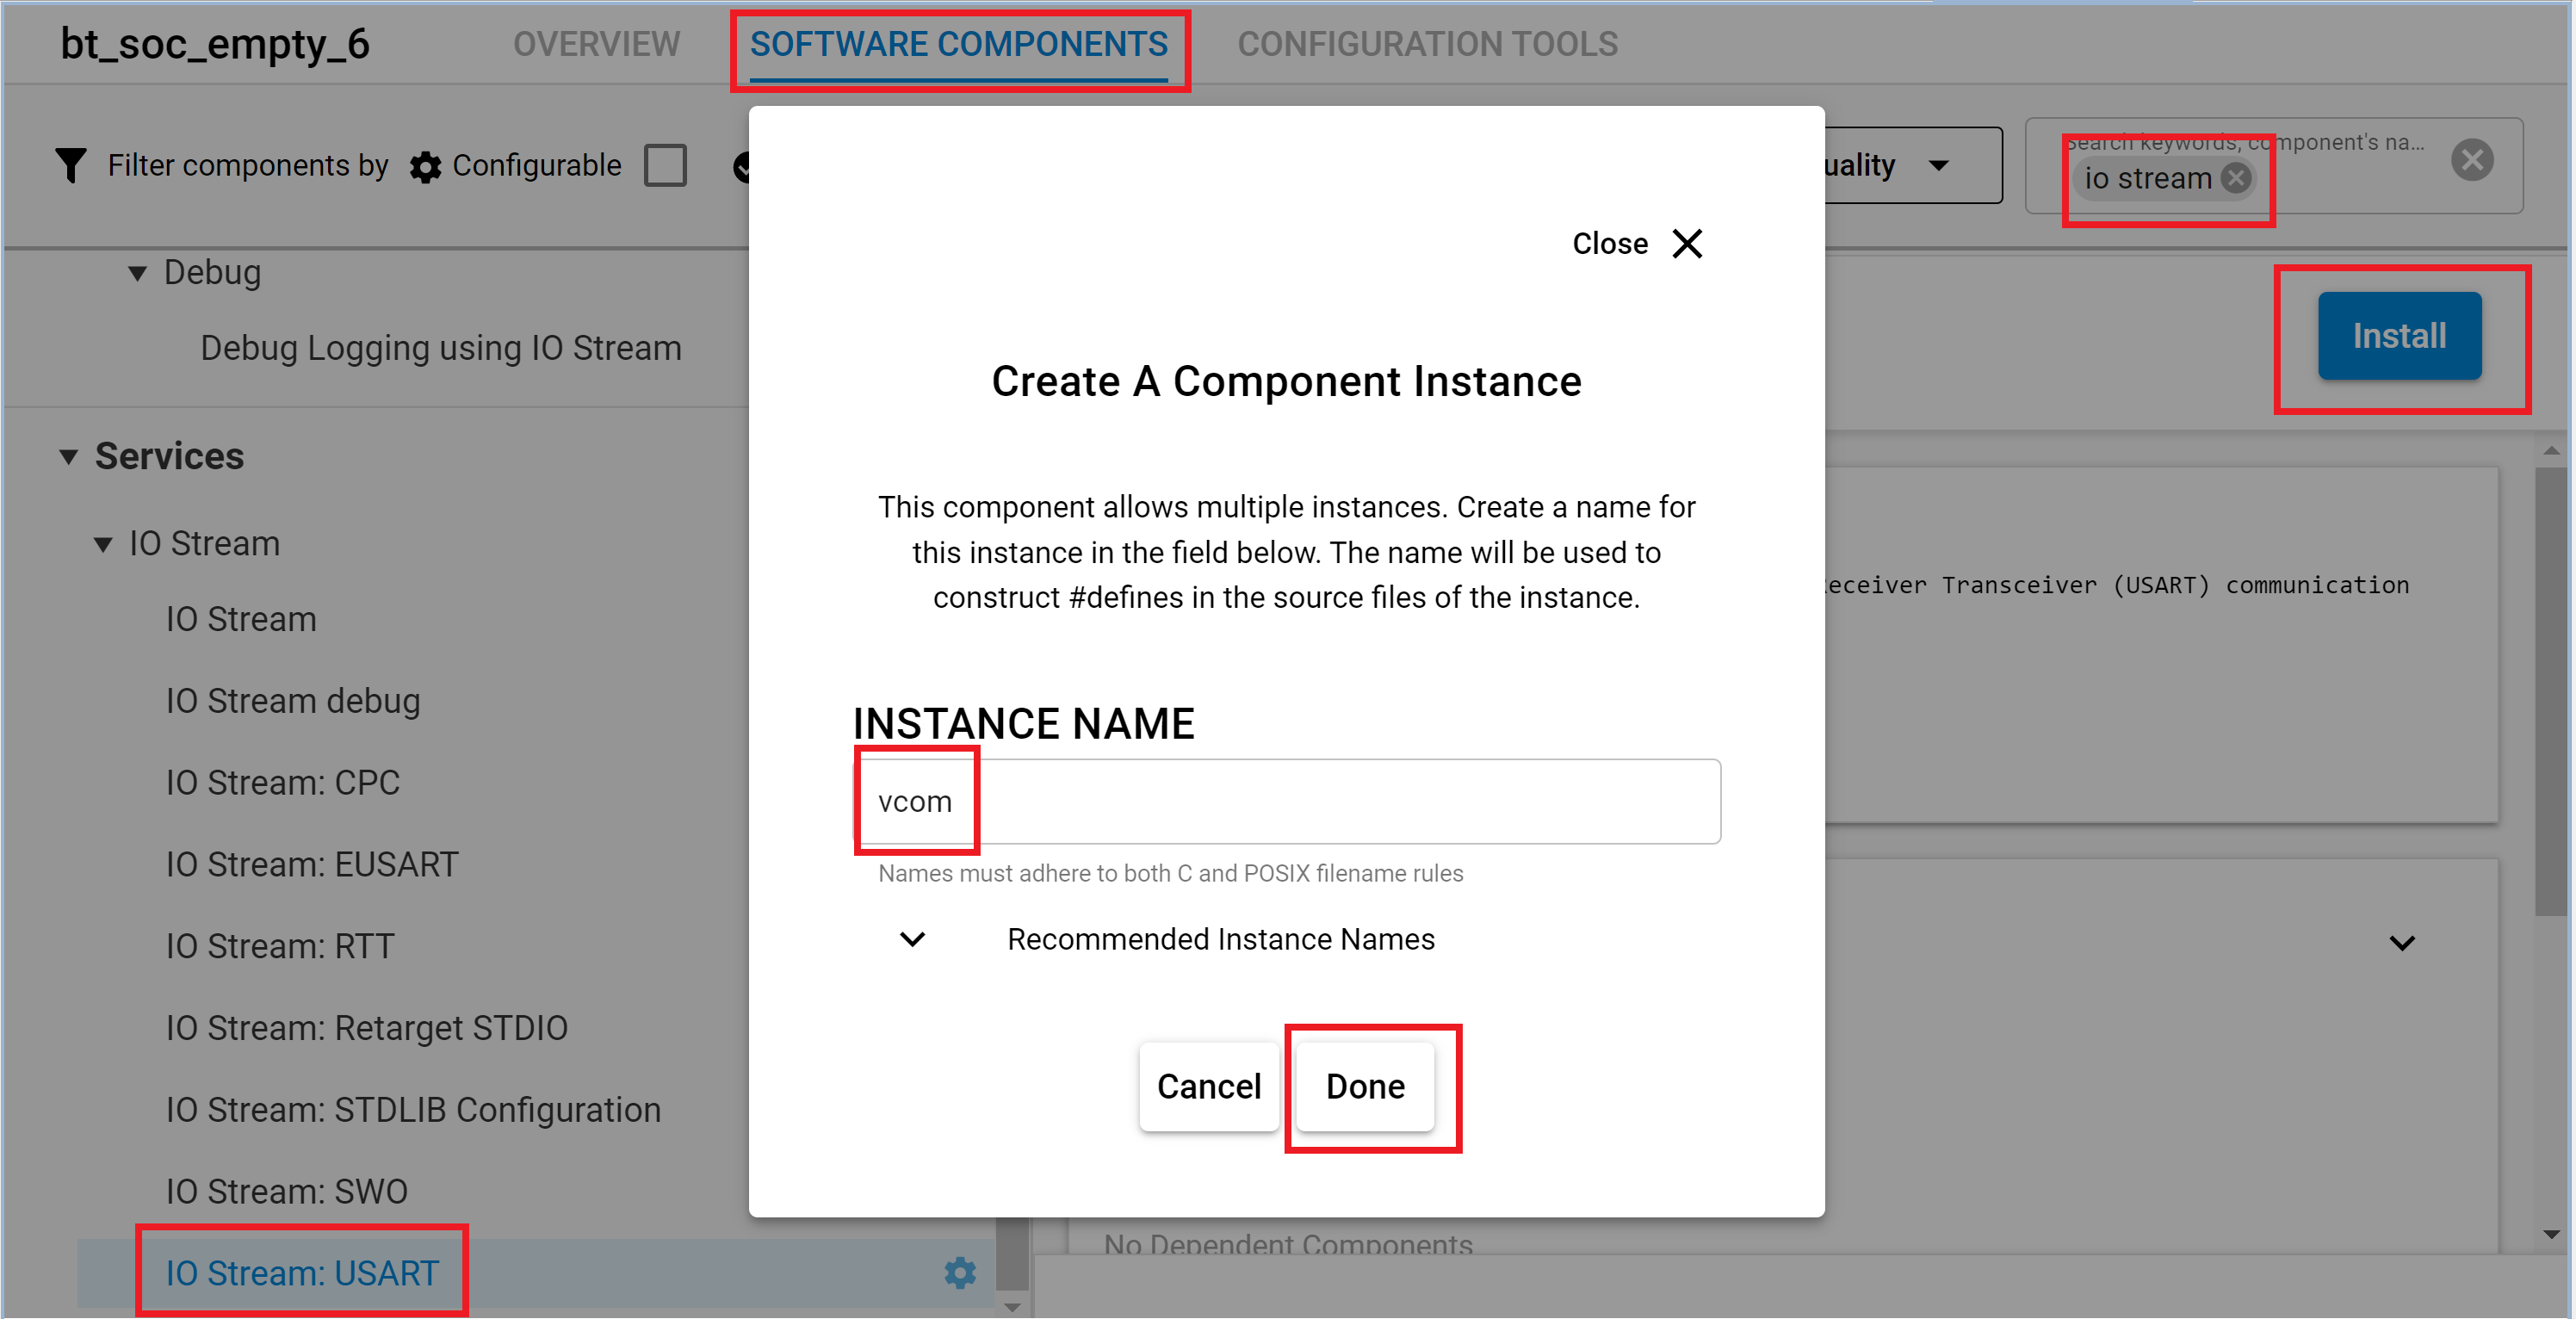 bt_soc_empty_6
OVERVIEW
SOFTWARE COMPONENTS
CONFIGURATION TOOLS
Filter components by
Configurable
uality
Search keywords, component's na...
io stream
Debug
Debug Logging using IO Stream
Install
Services
IO Stream
IO Stream
IO Stream debug
IO Stream: CPC
IO Stream: EUSART
IO Stream: RTT
IO Stream: Retarget STDIO
IO Stream: STDLIB Configuration
IO Stream: SWO
IO Stream: USART
Close
Create A Component Instance
This component allows multiple instances. Create a name for
this instance in the field below. The name will be used to
construct #defines in the source files of the instance.
INSTANCE NAME
vcom
Names must adhere to both C and POSIX filename rules
Recommended Instance Names
Cancel
Done
eceiver Transceiver (USART) communication
No Dependent Components